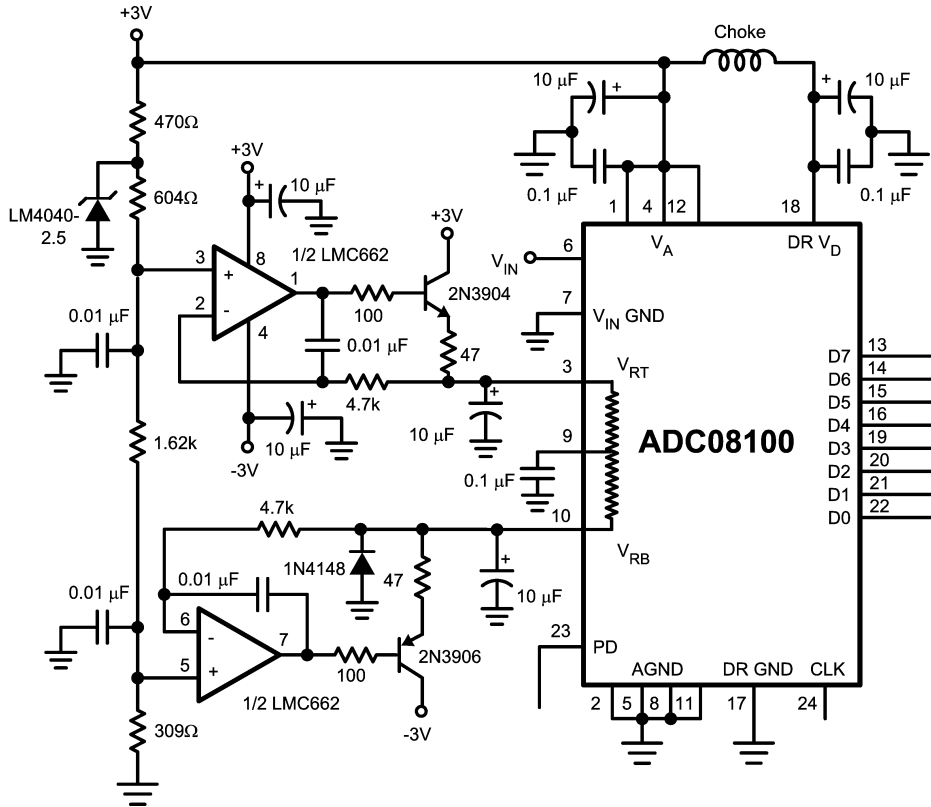 +3V
Choke
10 μF
+
+
10 μF
470Ω
+3V
604Ω
+
10 μF
0.1 μF
0.1 μF
LM4040-
2.5
+3V
1
4
12
18
V_A
DR V_D
1/2 LMC662
6
V_IN
3
+
8
1
2N3904
2
-
4
100
7
V_IN GND
0.01 μF
0.01 μF
47
3
V_RT
D7
13
D6
14
4.7k
+
D5
15
+
10 μF
-3V
10 μF
9
ADC08100
D4
16
D3
19
1.62k
0.1 μF
D2
20
D1
21
4.7k
10
D0
22
V_RB
1N4148
47
+
10 μF
0.01 μF
0.01 μF
6
-
7
5
+
100
2N3906
23
PD
1/2 LMC662
-3V
AGND
DR GND
CLK
2
5
8
11
17
24
309Ω